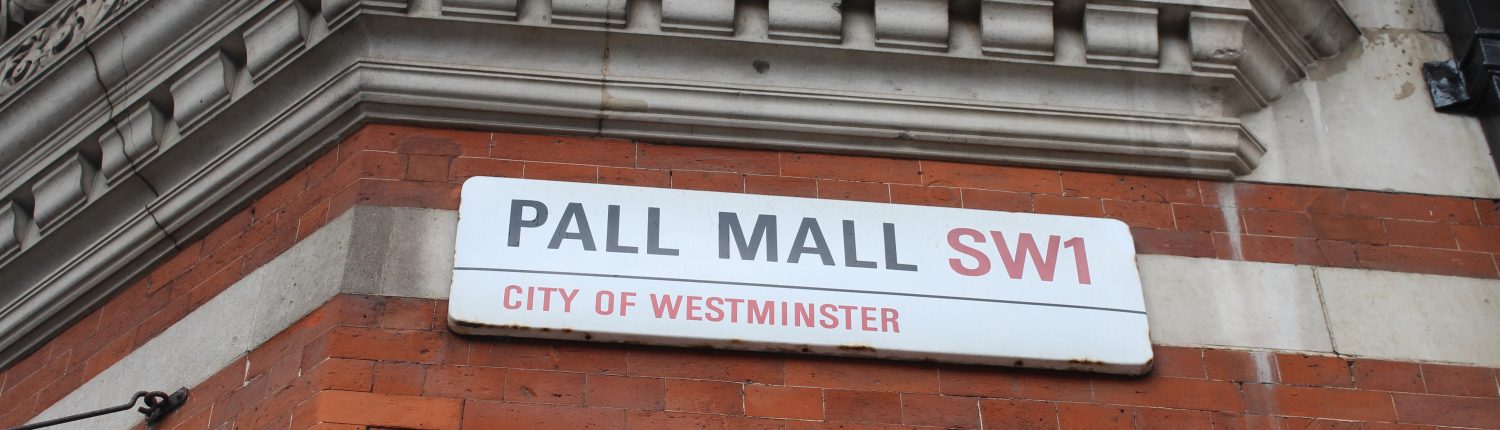 PALL MALL SW1
CITY OF WESTMINSTER